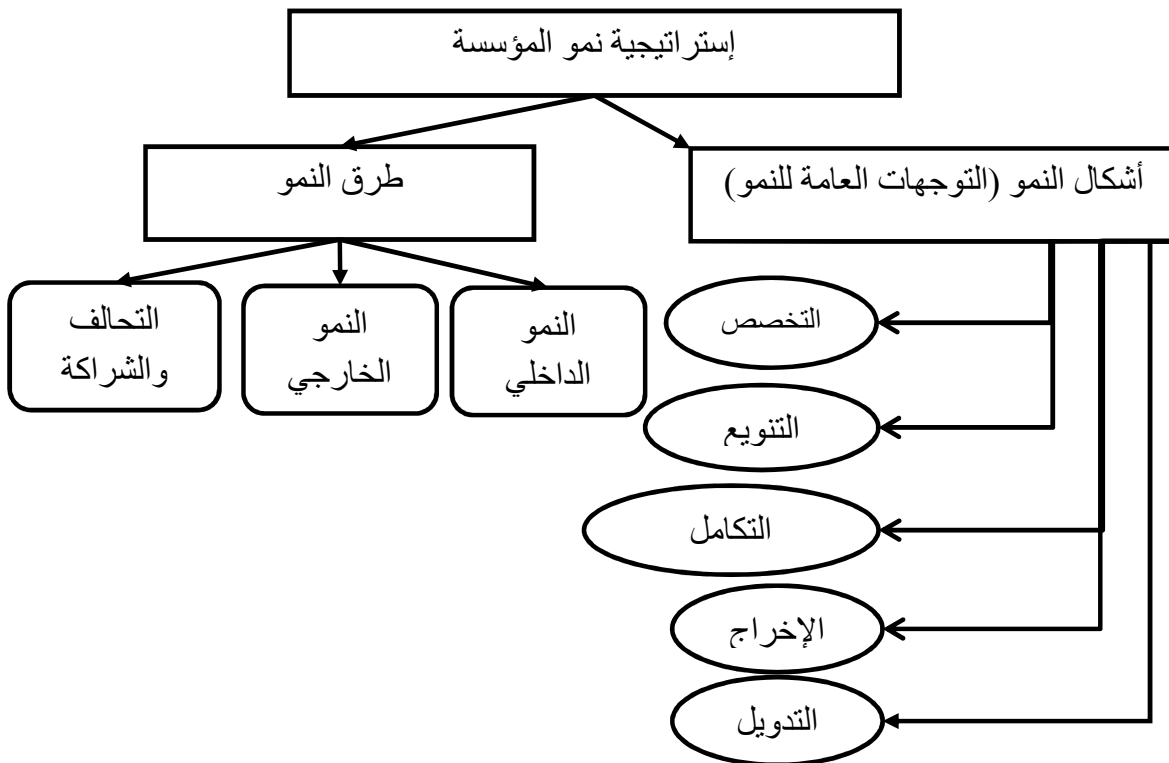 إستراتيجية نمو المؤسسة
أشكال النمو (التوجهات العامة للنمو)
طرق النمو
النمو
الداخلي
النمو
الخارجي
التحالف
والشراكة
التخصص
التنويع
التكامل
الإخراج
التدويل